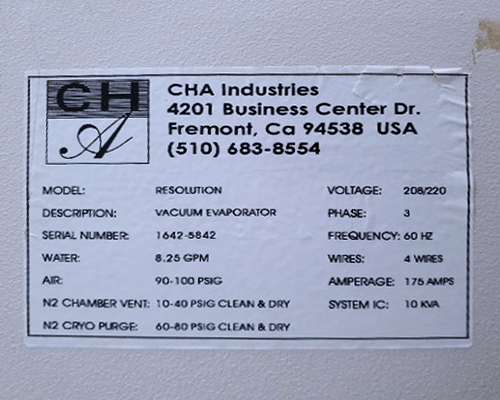 CHA
CHA Industries
4201 Business Center Dr.
Fremont, Ca 94538 USA
(510) 683-8554
MODEL: RESOLUTION VOLTAGE: 208/220
DESCRIPTION: VACUUM EVAPORATOR PHASE: 3
SERIAL NUMBER: 1642-5842 FREQUENCY: 60 HZ
WATER: 8.25 GPM WIRES: 4 WIRES
AIR: 90-100 PSIG AMPERAGE: 175 AMPS
N2 CHAMBER VENT: 10-40 PSIG CLEAN & DRY SYSTEM IC: 10 KVA
N2 CRYO PURGE: 60-80 PSIG CLEAN & DRY